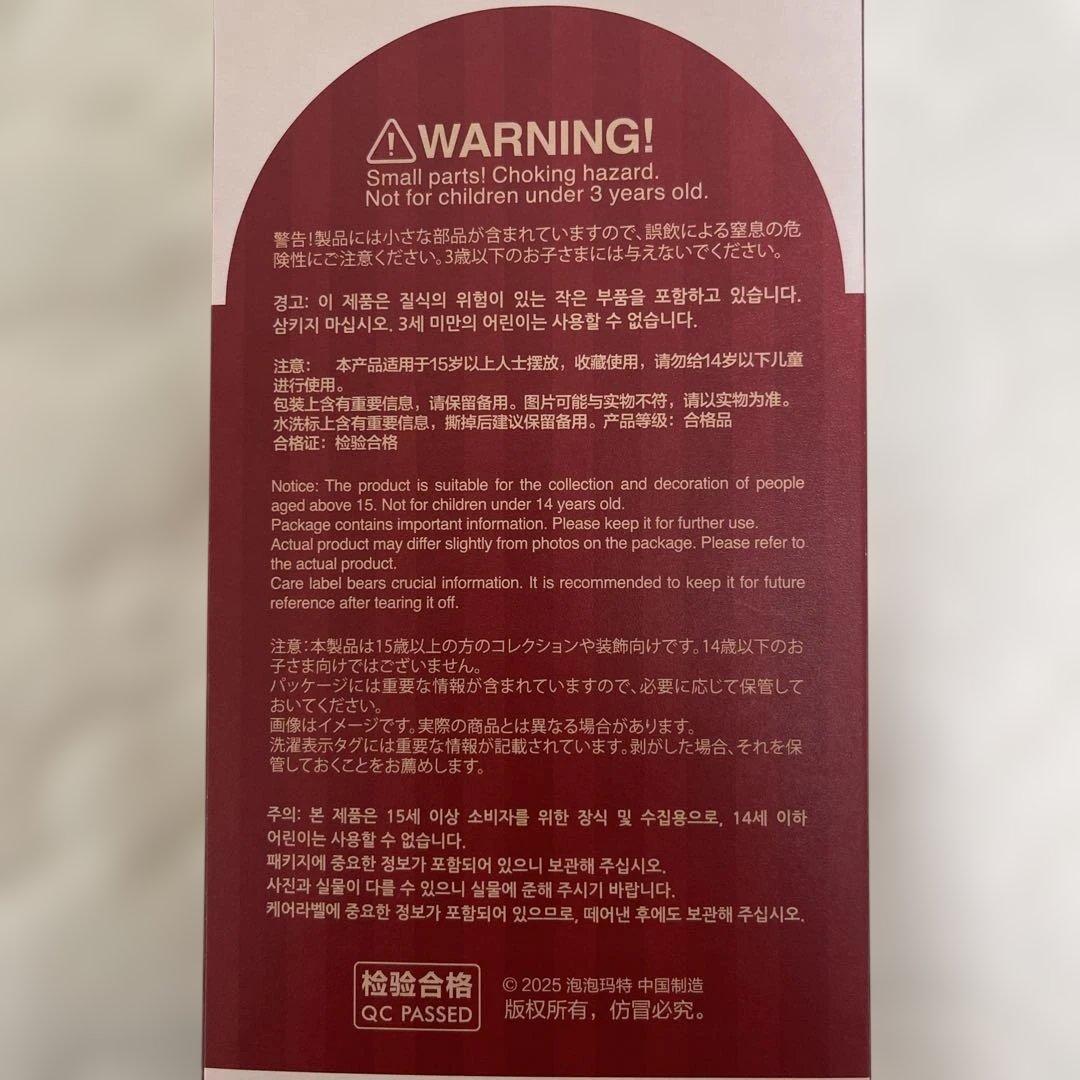 ⚠WARNING!
Small parts! Choking hazard.
Not for children under 3 years old.
警告!製品には小さな部品が含まれていますので、誤飲による窒息の危
険性にご注意ください。3歳以下のお子さまには与えないでください。
경고: 이 제품은 질식의 위험이 있는 작은 부품을 포함하고 있습니다.
삼키지 마십시오. 3세 미만의 어린이는 사용할 수 없습니다.
注意： 本产品适用于15岁以上人士摆放，收藏使用，请勿给14岁以下儿童
进行使用。
包装上含有重要信息，请保留备用。图片可能与实物不符，请以实物为准。
水洗标上含有重要信息，撕掉后建议保留备用。产品等级：合格品
合格证：检验合格
Notice: The product is suitable for the collection and decoration of people
aged above 15. Not for children under 14 years old.
Package contains important information. Please keep it for further use.
Actual product may differ slightly from photos on the package. Please refer to
the actual product.
Care label bears crucial information. It is recommended to keep it for future
reference after tearing it off.
注意:本製品は15歳以上の方のコレクションや装飾向けです。14歳以下のお
子さま向けではございません。
パッケージには重要な情報が含まれていますので、必要に応じて保管して
おいてください。
画像はイメージです。実際の商品とは異なる場合があります。
洗濯表示タグには重要な情報が記載されています。剥がした場合、それを保
管しておくことをお薦めします。
주의: 본 제품은 15세 이상 소비자를 위한 장식 및 수집용으로, 14세 이하
어린이는 사용할 수 없습니다.
패키지에 중요한 정보가 포함되어 있으니 보관해 주십시오.
사진과 실물이 다를 수 있으니 실물에 준해 주시기 바랍니다.
케어라벨에 중요한 정보가 포함되어 있으므로, 떼어낸 후에도 보관해 주십시오.
检验合格
QC PASSED
© 2025 泡泡玛特 中国制造
版权所有，仿冒必究。